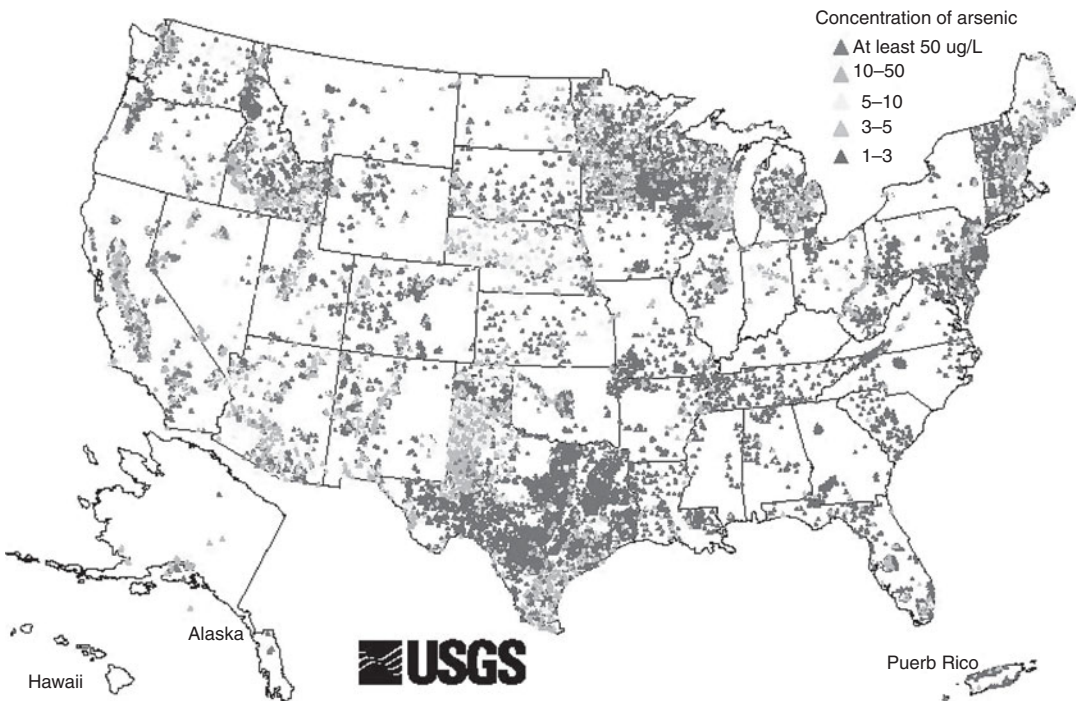 Concentration of arsenic
At least 50 ug/L
10–50
5–10
3–5
1–3
Alaska
Hawaii
USGS
Puerb Rico